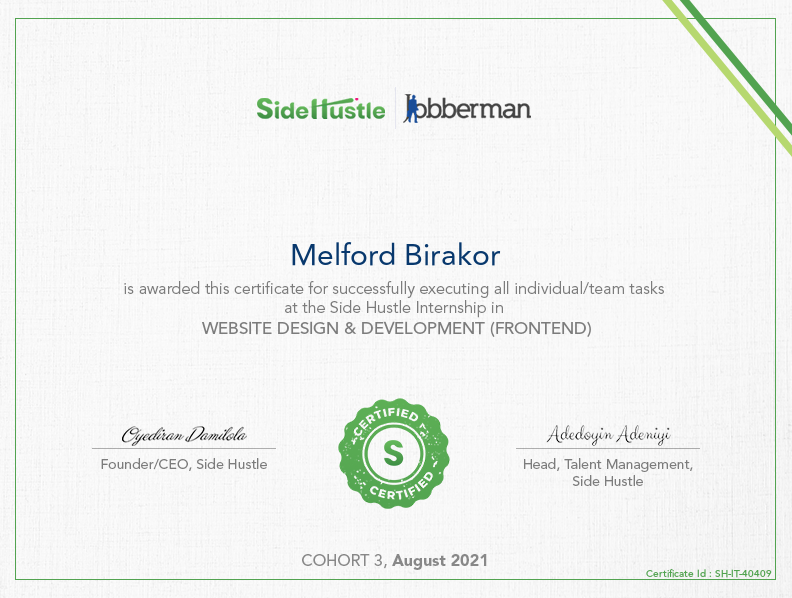 SideHustle Jobberman
Melford Birakor
is awarded this certificate for successfully executing all individual/team tasks
at the Side Hustle Internship in
WEBSITE DESIGN & DEVELOPMENT (FRONTEND)
Oyediran Damilola
Founder/CEO, Side Hustle
CERTIFIED
S
CERTIFIED
Adedoyin Adeniyi
Head, Talent Management,
Side Hustle
COHORT 3, August 2021
Certificate Id : SH-IT-40409